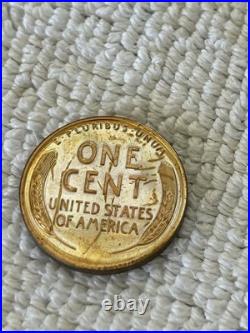 E·PLURIBUS·UNUM
ONE
CENT
UNITED STATES
OF AMERICA